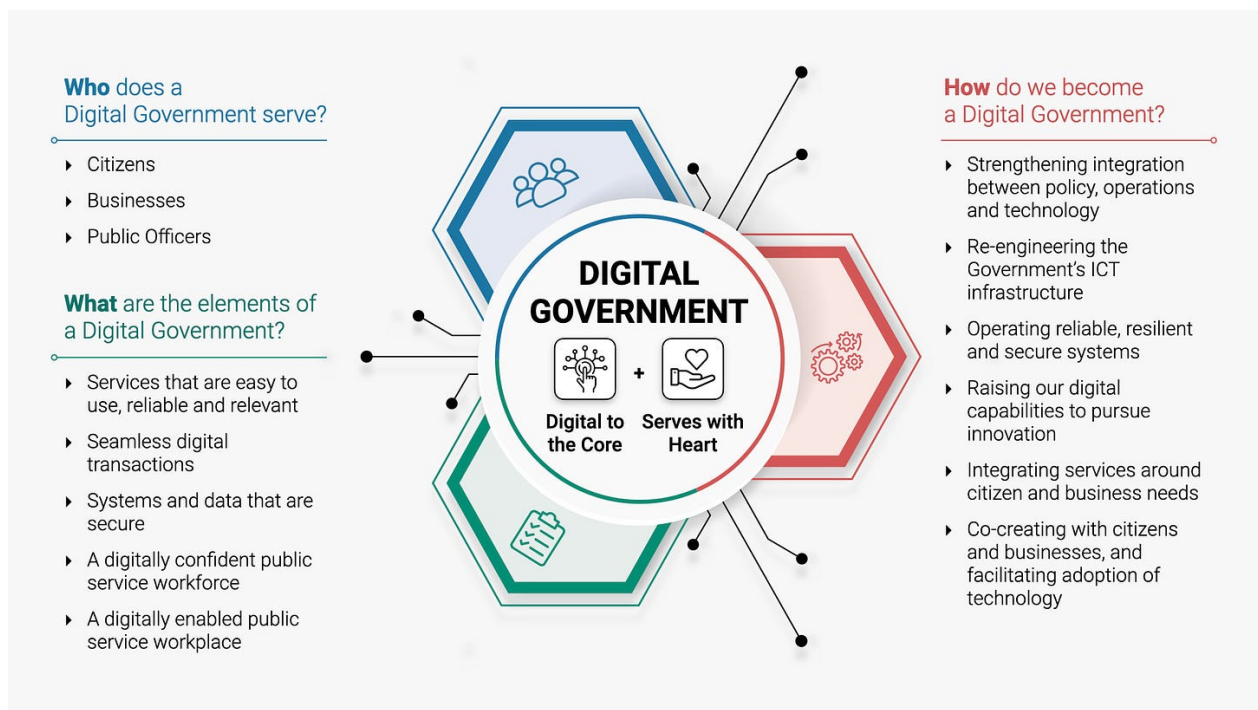 Who does a
Digital Government serve?
Citizens
Businesses
Public Officers
What are the elements of
a Digital Government?
Services that are easy to
use, reliable and relevant
Seamless digital
transactions
Systems and data that are
secure
A digitally confident public
service workforce
A digitally enabled public
service workplace
DIGITAL
GOVERNMENT
+
Digital to
the Core
Serves with
Heart
How do we become
a Digital Government?
Strengthening integration
between policy, operations
and technology
Re-engineering the
Government’s ICT
infrastructure
Operating reliable, resilient
and secure systems
Raising our digital
capabilities to pursue
innovation
Integrating services around
citizen and business needs
Co-creating with citizens
and businesses, and
facilitating adoption of
technology